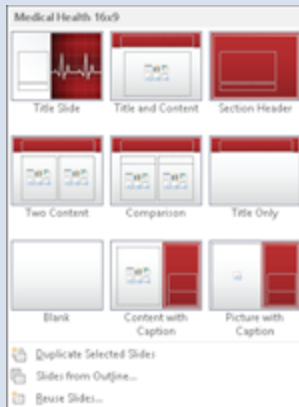 Medical Health 16x9
Title Slide
Title and Content
Section Header
Two Content
Comparison
Title Only
Blank
Content with
Caption
Picture with
Caption
Duplicate Selected Slides
Slides from Outline...
Reuse Slides...